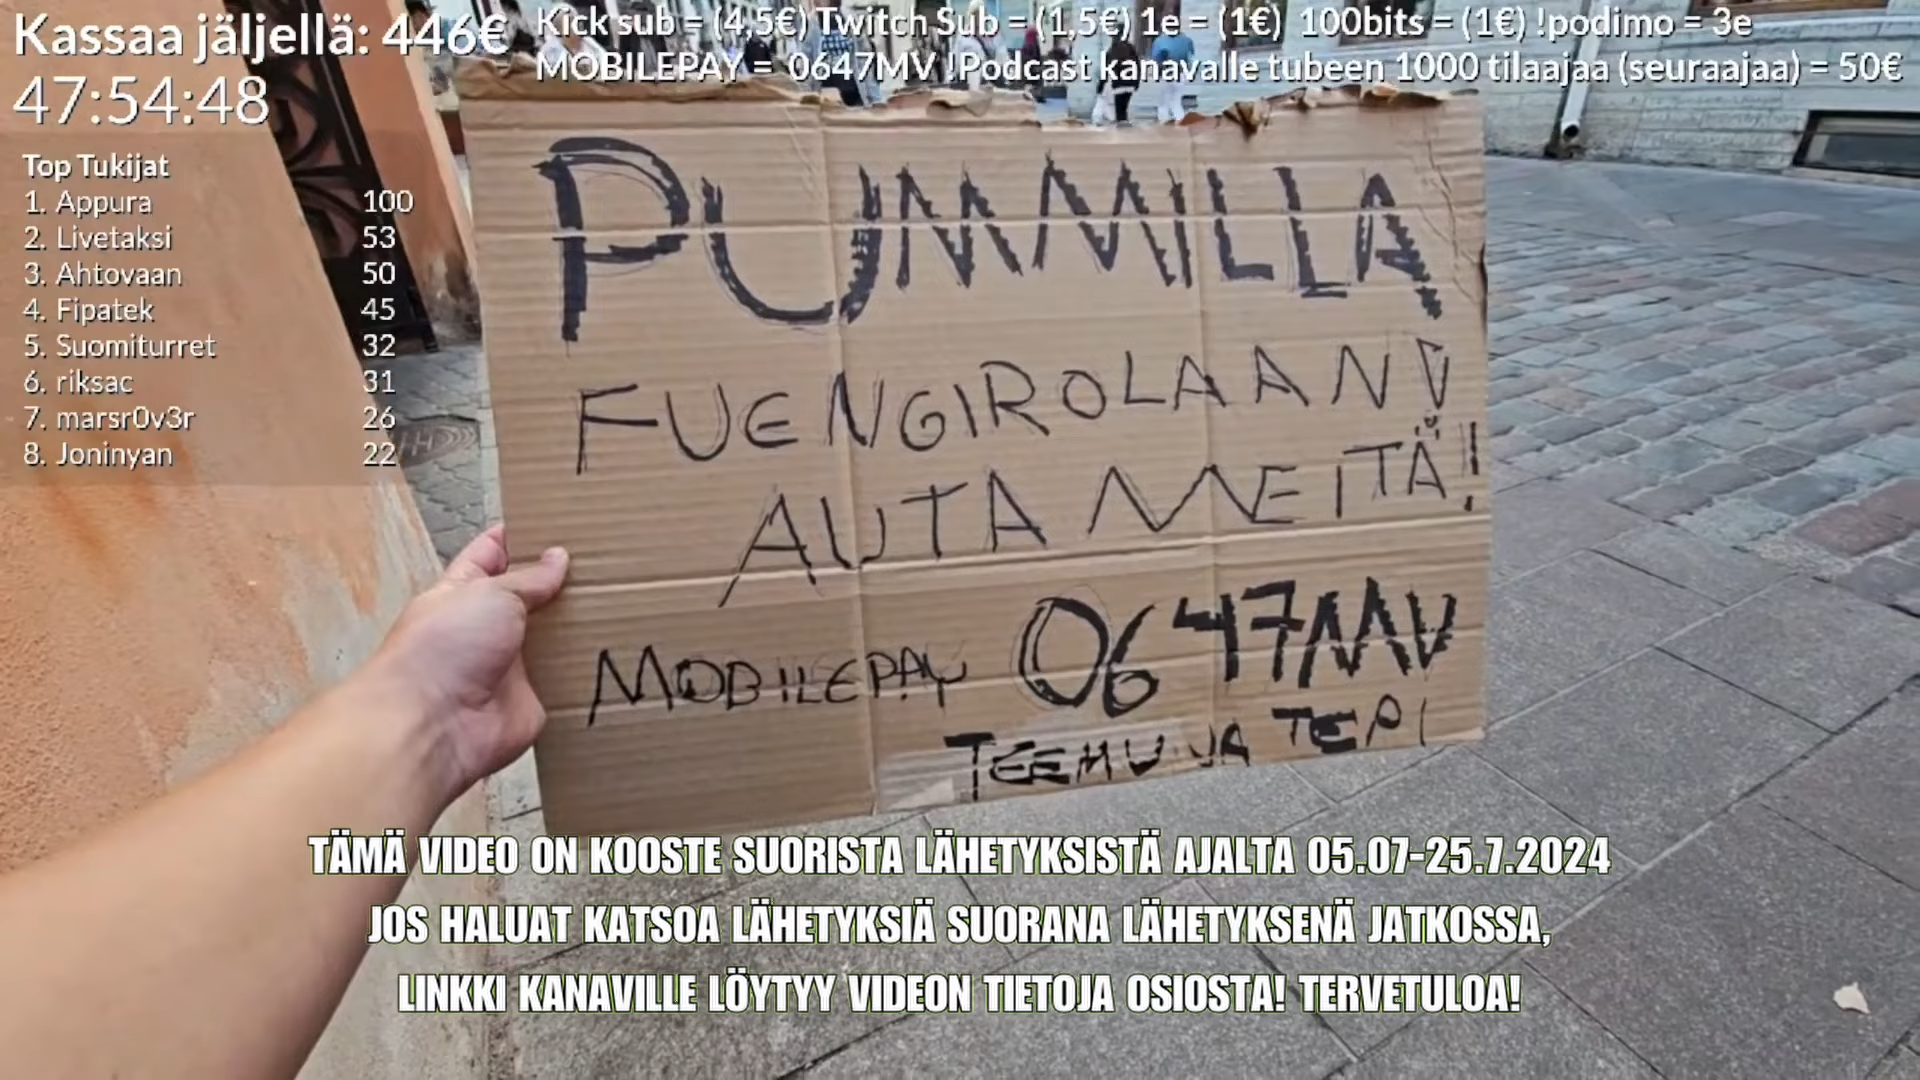 Kassaa jäljellä: 446€
47:54:48
Kick sub = (4,5€) Twitch Sub = (1,5€) 1e = (1€) 100bits = (1€) !podimo = 3e
MOBILEPAY = 0647MV !Podcast kanavalle tubeen 1000 tilaajaa (seuraajaa) = 50€
Top Tukijat
1. Appura 100
2. Livetaksi 53
3. Ahtovaan 50
4. Fipatek 45
5. Suomiturret 32
6. riksac 31
7. marsr0v3r 26
8. Joninyan 22
PUMMILLA
FUENGIROLAAN!
AUTA MEITÄ!
MOBILEPAY 0647MV
TEEMU JA TEPI
TÄMÄ VIDEO ON KOOSTE SUORISTA LÄHETYKSISTÄ AJALTA 05.07-25.7.2024
JOS HALUAT KATSOA LÄHETYKSIÄ SUORANA LÄHETYKSENÄ JATKOSSA,
LINKKI KANAVILLE LÖYTYY VIDEON TIETOJA OSIOSTA! TERVETULOA!